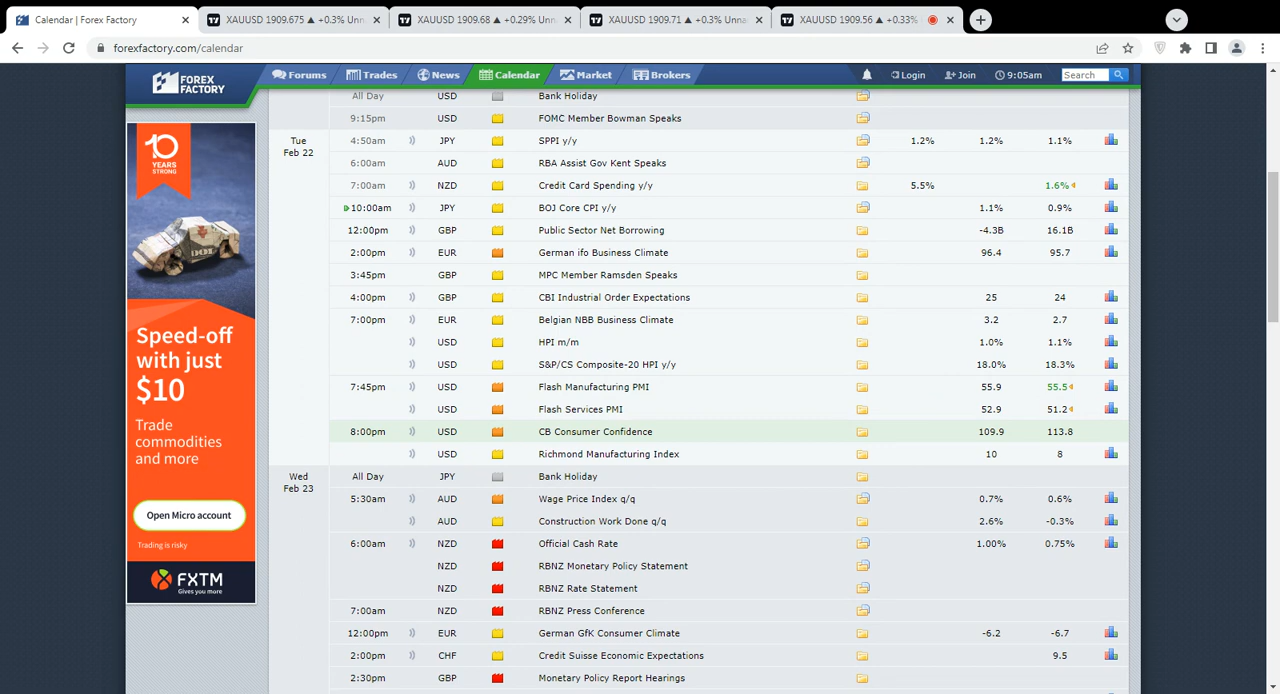 Calendar | Forex Factory
XAUUSD 1909.675 ▲ +0.3% Unn
XAUUSD 1909.68 ▲ +0.29% Unn
XAUUSD 1909.71 ▲ +0.3% Unna
XAUUSD 1909.56 ▲ +0.33%
forexfactory.com/calendar
FOREX FACTORY
Forums
Trades
News
Calendar
Market
Brokers
Login
Join
9:05am
Search
All Day USD Bank Holiday
9:15pm USD FOMC Member Bowman Speaks
Tue
Feb 22
4:50am JPY SPPI y/y 1.2% 1.2% 1.1%
6:00am AUD RBA Assist Gov Kent Speaks
7:00am NZD Credit Card Spending y/y 5.5% 1.6%
10:00am JPY BOJ Core CPI y/y 1.1% 0.9%
12:00pm GBP Public Sector Net Borrowing -4.3B 16.1B
2:00pm EUR German ifo Business Climate 96.4 95.7
3:45pm GBP MPC Member Ramsden Speaks
4:00pm GBP CBI Industrial Order Expectations 25 24
7:00pm EUR Belgian NBB Business Climate 3.2 2.7
USD HPI m/m 1.0% 1.1%
USD S&P/CS Composite-20 HPI y/y 18.0% 18.3%
7:45pm USD Flash Manufacturing PMI 55.9 55.5
USD Flash Services PMI 52.9 51.2
8:00pm USD CB Consumer Confidence 109.9 113.8
USD Richmond Manufacturing Index 10 8
Wed
Feb 23
All Day JPY Bank Holiday
5:30am AUD Wage Price Index q/q 0.7% 0.6%
AUD Construction Work Done q/q 2.6% -0.3%
6:00am NZD Official Cash Rate 1.00% 0.75%
NZD RBNZ Monetary Policy Statement
NZD RBNZ Rate Statement
7:00am NZD RBNZ Press Conference
12:00pm EUR German GfK Consumer Climate -6.2 -6.7
2:00pm CHF Credit Suisse Economic Expectations 9.5
2:30pm GBP Monetary Policy Report Hearings
10
YEARS
STRONG
Speed-off
with just
$10
Trade
commodities
and more
Open Micro account
Trading is risky
FXTM
Gives you more